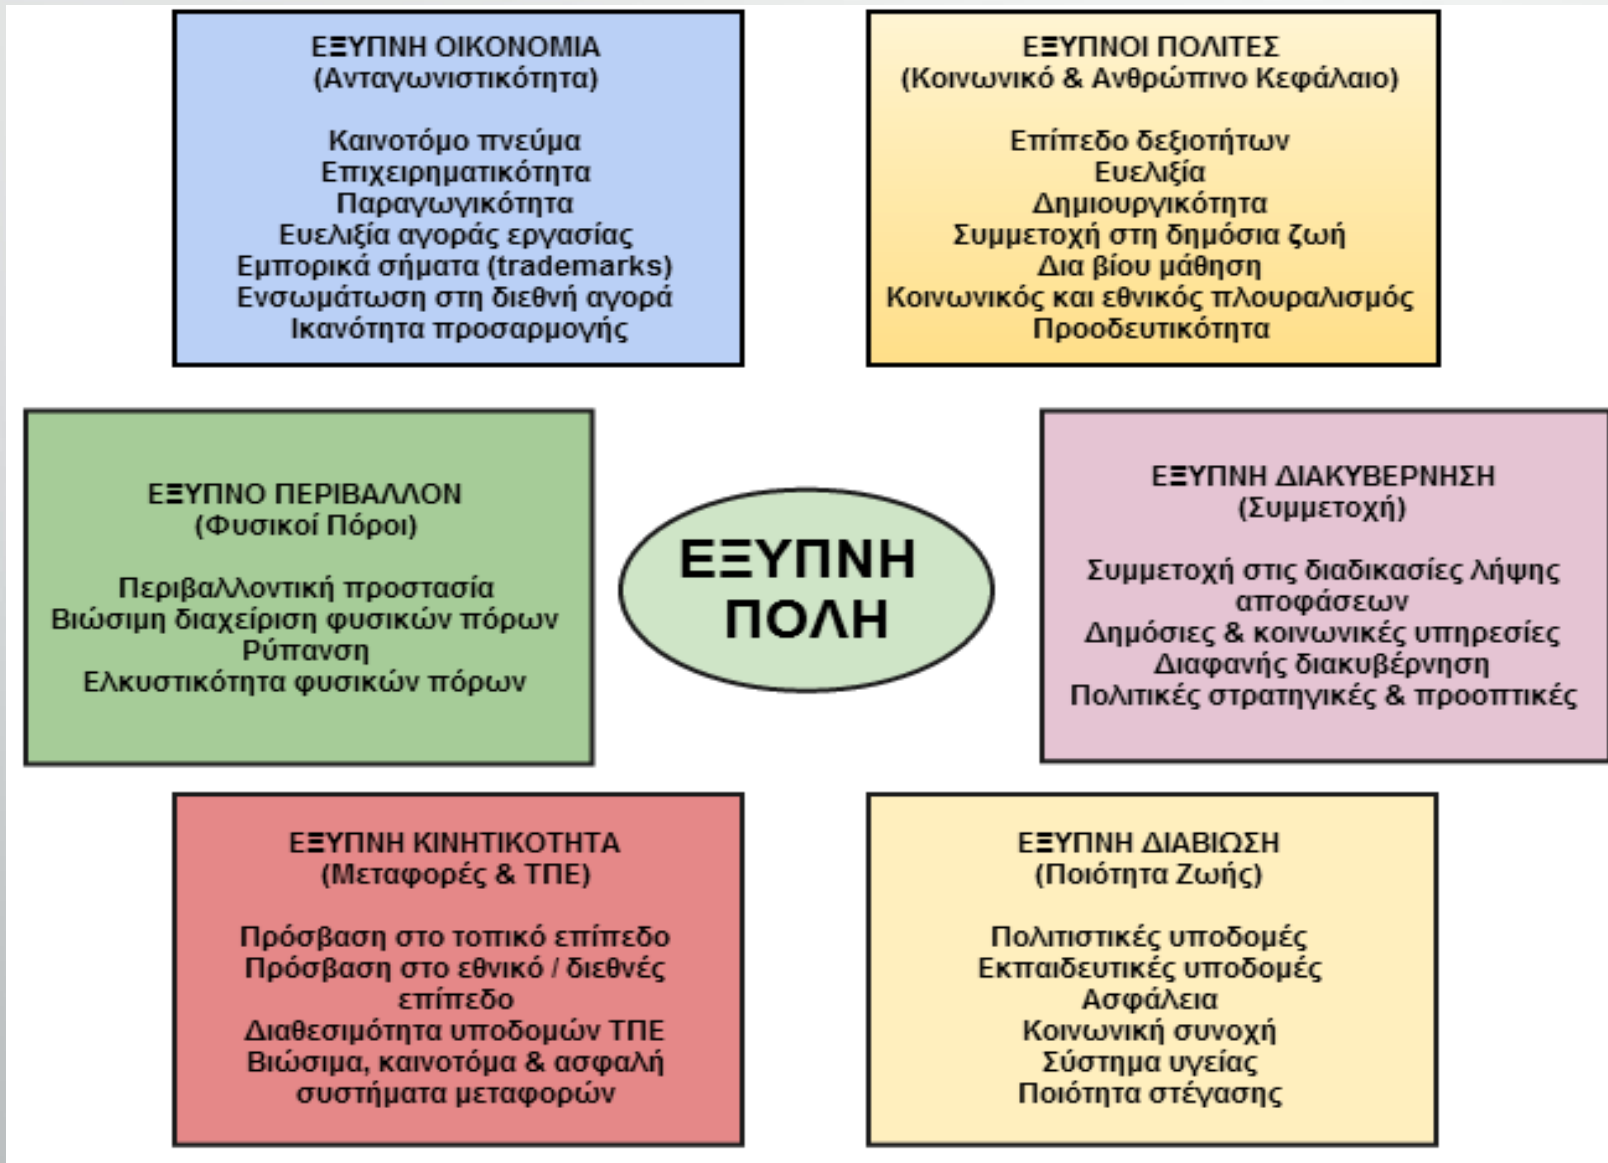 ΕΞΥΠΝΗ ΟΙΚΟΝΟΜΙΑ
(Ανταγωνιστικότητα)
Καινοτόμο πνεύμα
Επιχειρηματικότητα
Παραγωγικότητα
Ευελιξία αγοράς εργασίας
Εμπορικά σήματα (trademarks)
Ενσωμάτωση στη διεθνή αγορά
Ικανότητα προσαρμογής
ΕΞΥΠΝΟΙ ΠΟΛΙΤΕΣ
(Κοινωνικό & Ανθρώπινο Κεφάλαιο)
Επίπεδο δεξιοτήτων
Ευελιξία
Δημιουργικότητα
Συμμετοχή στη δημόσια ζωή
Δια βίου μάθηση
Κοινωνικός και εθνικός πλουραλισμός
Προοδευτικότητα
ΕΞΥΠΝΟ ΠΕΡΙΒΑΛΛΟΝ
(Φυσικοί Πόροι)
Περιβαλλοντική προστασία
Βιώσιμη διαχείριση φυσικών πόρων
Ρύπανση
Ελκυστικότητα φυσικών πόρων
ΕΞΥΠΝΗ
ΠΟΛΗ
ΕΞΥΠΝΗ ΔΙΑΚΥΒΕΡΝΗΣΗ
(Συμμετοχή)
Συμμετοχή στις διαδικασίες λήψης
αποφάσεων
Δημόσιες & κοινωνικές υπηρεσίες
Διαφανής διακυβέρνηση
Πολιτικές στρατηγικές & προοπτικές
ΕΞΥΠΝΗ ΚΙΝΗΤΙΚΟΤΗΤΑ
(Μεταφορές & ΤΠΕ)
Πρόσβαση στο τοπικό επίπεδο
Πρόσβαση στο εθνικό / διεθνές
επίπεδο
Διαθεσιμότητα υποδομών ΤΠΕ
Βιώσιμα, καινοτόμα & ασφαλή
συστήματα μεταφορών
ΕΞΥΠΝΗ ΔΙΑΒΙΩΣΗ
(Ποιότητα Ζωής)
Πολιτιστικές υποδομές
Εκπαιδευτικές υποδομές
Ασφάλεια
Κοινωνική συνοχή
Σύστημα υγείας
Ποιότητα στέγασης